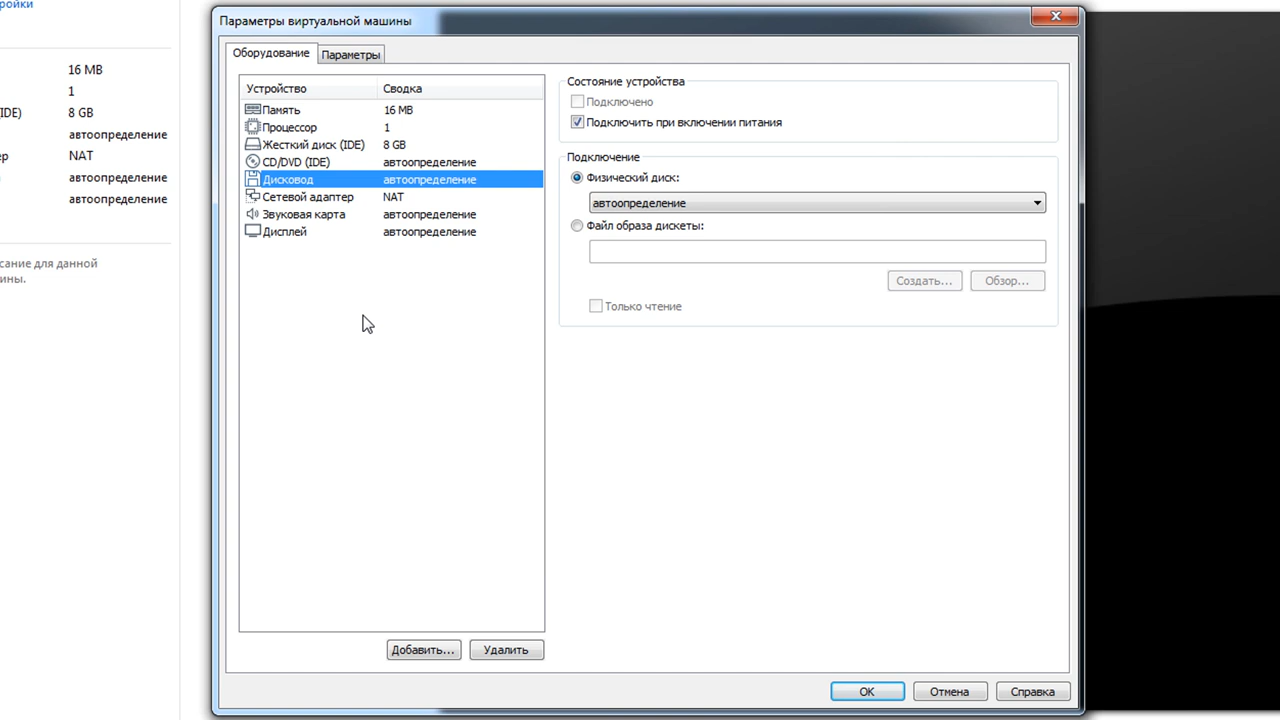 ройки
16 MB
1
(IDE) 8 GB
автоопределение
ер NAT
автоопределение
автоопределение
сание для данной
ины.
Параметры виртуальной машины
Оборудование Параметры
Устройство Сводка
Память 16 MB
Процессор 1
Жесткий диск (IDE) 8 GB
CD/DVD (IDE) автоопределение
Дисковод автоопределение
Сетевой адаптер NAT
Звуковая карта автоопределение
Дисплей автоопределение
Добавить... Удалить
Состояние устройства
Подключено
Подключить при включении питания
Подключение
Физический диск:
автоопределение
Файл образа дискеты:
Создать... Обзор...
Только чтение
OK Отмена Справка